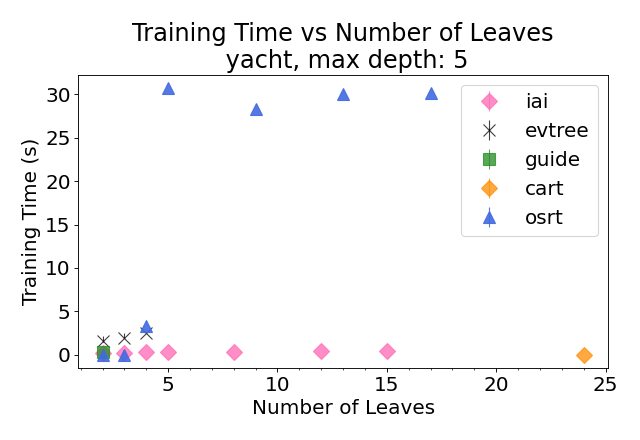 Training Time vs Number of Leaves
yacht, max depth: 5
Training Time (s)
30
25
20
15
10
5
0
5
10
15
20
25
Number of Leaves
iai
evtree
guide
cart
osrt